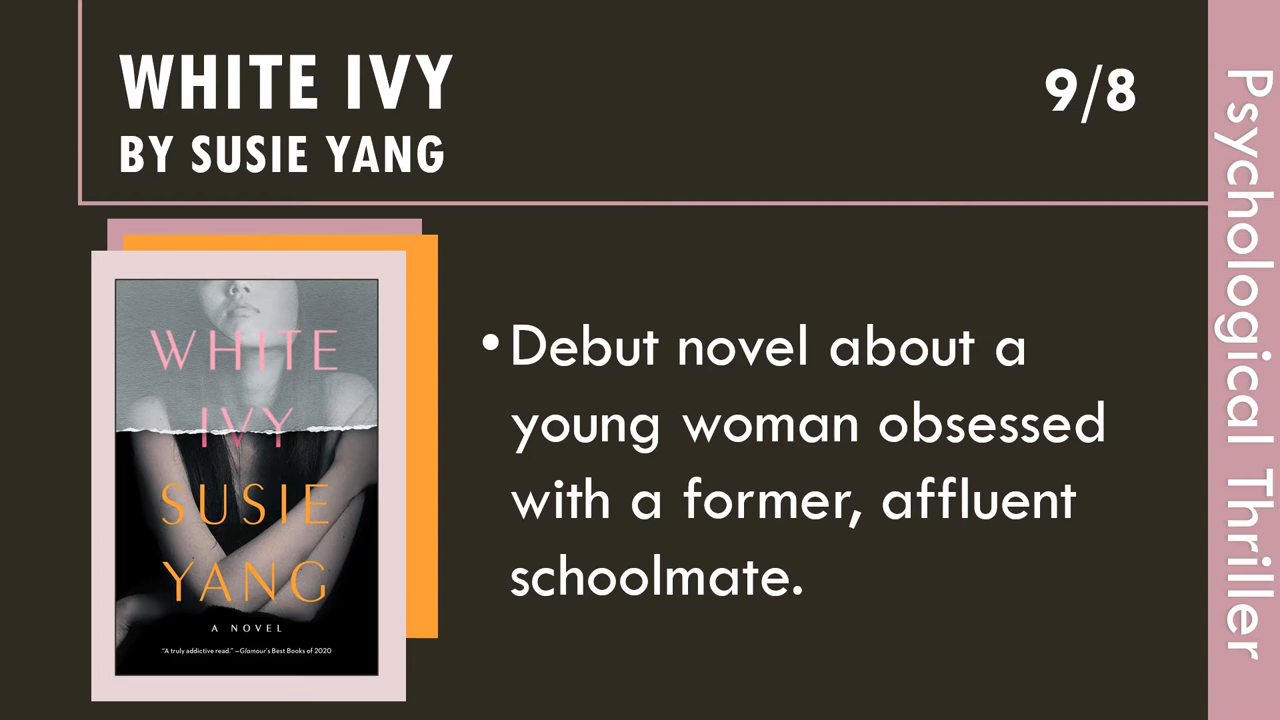 WHITE IVY
BY SUSIE YANG
9/8
Psychological Thriller
WHITE
IVY
SUSIE
YANG
A NOVEL
“A truly addictive read.” —Glamour's Best Books of 2020
• Debut novel about a
young woman obsessed
with a former, affluent
schoolmate.